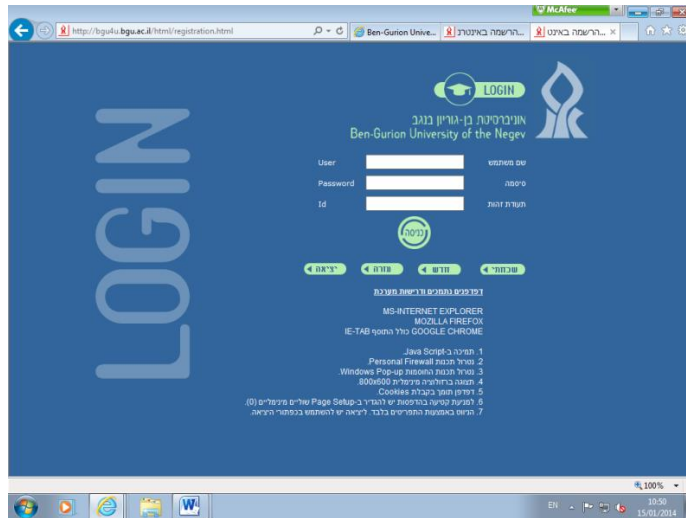 McAfee
http://bgu4u.bgu.ac.il/html/registration.html
Ben-Gurion Unive...
הרשמה באינטרנ...
הרשמה באינט...
LOGIN
LOGIN
אוניברסיטת בן-גוריון בנגב
Ben-Gurion University of the Negev
User שם משתמש
Password סיסמה
Id תעודת זהות
כניסה
שכחתי חדש עזרה יציאה
דפדפנים נתמכים ודרישות מערכת
MS-INTERNET EXPLORER
MOZILLA FIREFOX
GOOGLE CHROME כולל התוסף IE-TAB
1. תמיכה ב-Java Script.
2. נטרול תכנות Personal Firewall.
3. נטרול תכנות החוסמות Windows Pop-up.
4. תצוגה ברזולוציה מינימלית 800x600.
5. דפדפן תומך בקבלת Cookies.
6. למניעת קטיעה בהדפסות יש להגדיר ב-Page Setup שוליים מינימליים (0).
7. הניווט באמצעות התפריטים בלבד. ליציאה יש להשתמש בכפתורי היציאה.
100%
EN
10:50
15/01/2014